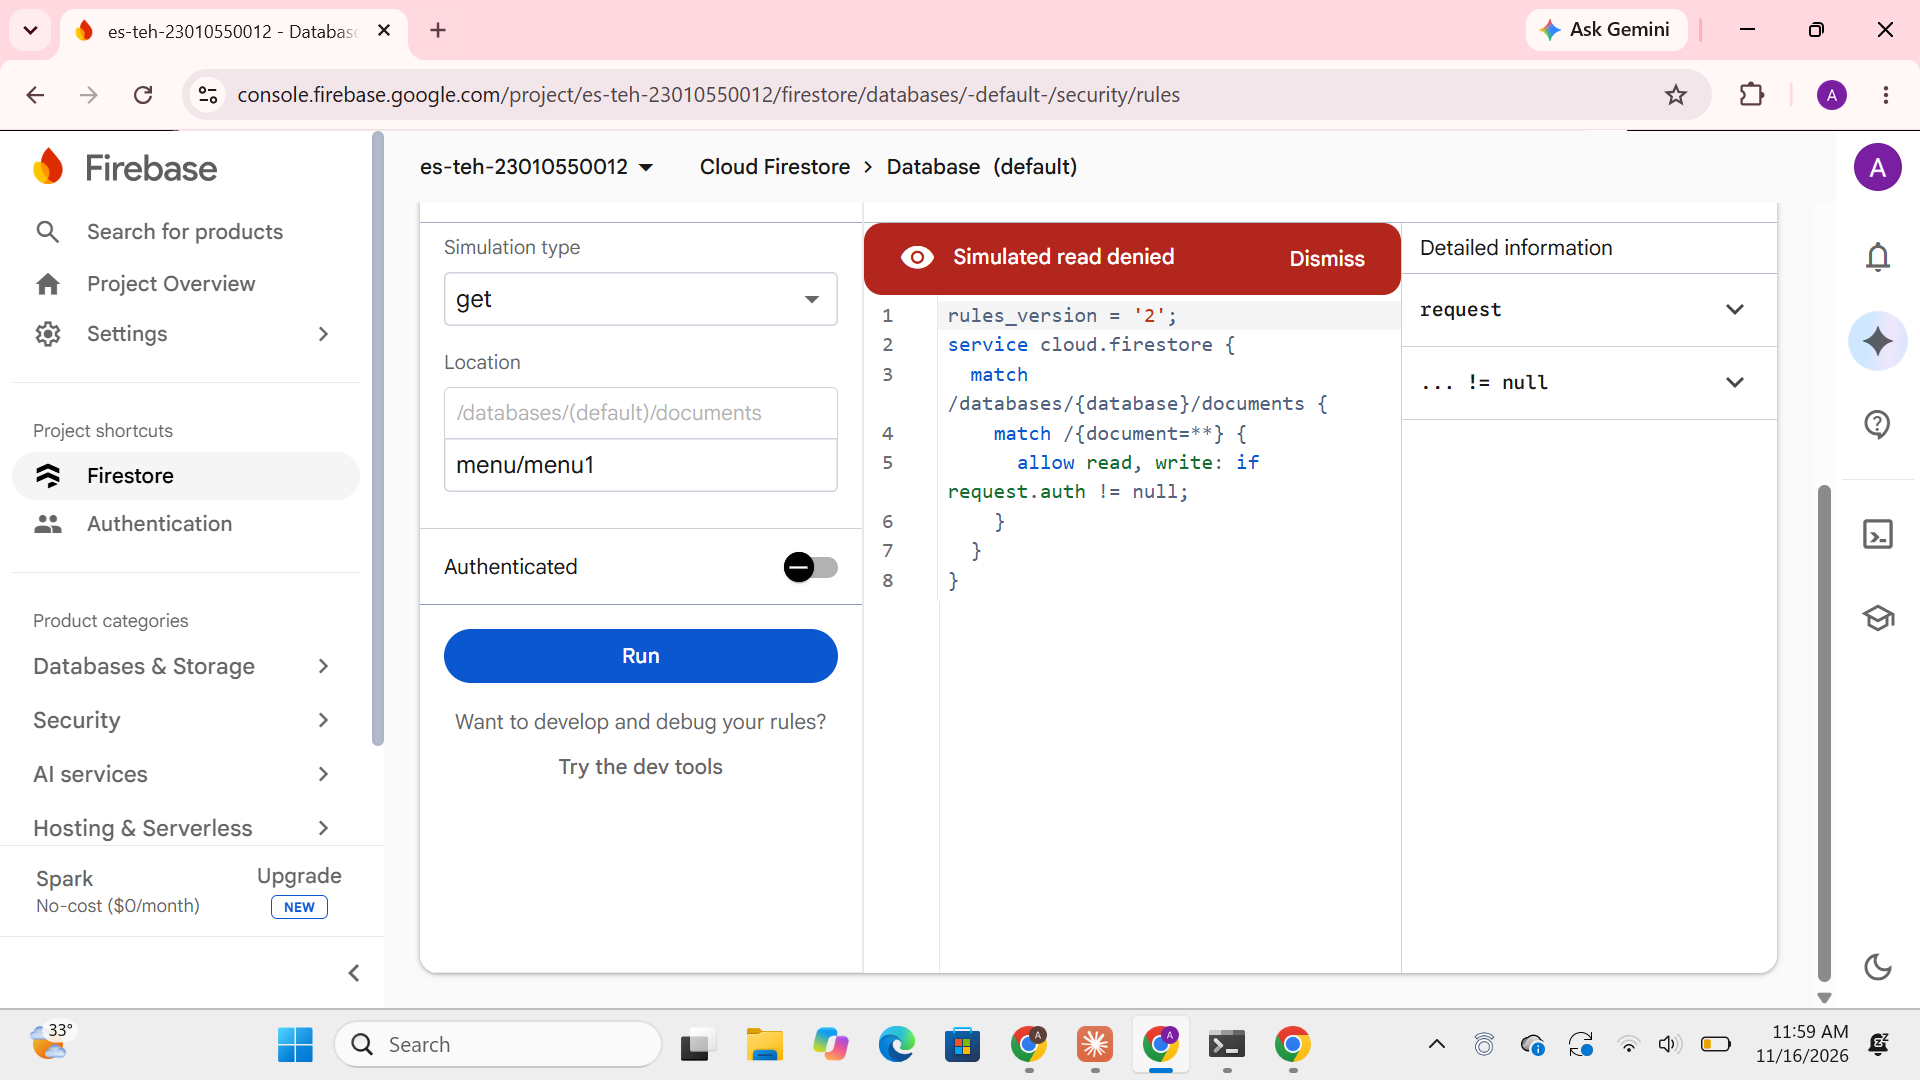 es-teh-23010550012 - Databas
Ask Gemini
console.firebase.google.com/project/es-teh-23010550012/firestore/databases/-default-/security/rules
A
Firebase
Search for products
Project Overview
Settings
Project shortcuts
Firestore
Authentication
Product categories
Databases & Storage
Security
AI services
Hosting & Serverless
Spark
No-cost ($0/month)
Upgrade
NEW
es-teh-23010550012
Cloud Firestore > Database (default)
Simulation type
get
Location
/databases/(default)/documents
menu/menu1
Authenticated
Run
Want to develop and debug your rules?
Try the dev tools
Simulated read denied
Dismiss
1 rules_version = '2';
2 service cloud.firestore {
3 match
/databases/{database}/documents {
4 match /{document=**} {
5 allow read, write: if
request.auth != null;
6 }
7 }
8 }
Detailed information
request
... != null
A
33°
Search
A
A
11:59 AM
11/16/2026